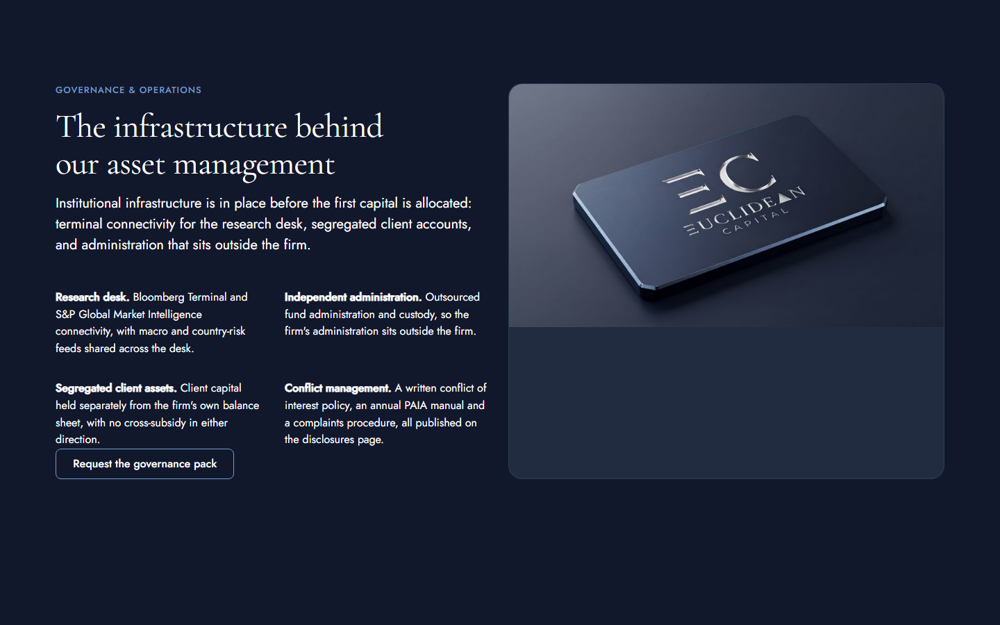 GOVERNANCE & OPERATIONS
The infrastructure behind
our asset management
Institutional infrastructure is in place before the first capital is allocated:
terminal connectivity for the research desk, segregated client accounts,
and administration that sits outside the firm.
Research desk. Bloomberg Terminal and
S&P Global Market Intelligence
connectivity, with macro and country-risk
feeds shared across the desk.
Independent administration. Outsourced
fund administration and custody, so the
firm's administration sits outside the firm.
Segregated client assets. Client capital
held separately from the firm's own balance
sheet, with no cross-subsidy in either
direction.
Conflict management. A written conflict of
interest policy, an annual PAIA manual and
a complaints procedure, all published on
the disclosures page.
Request the governance pack
EC
EUCLIDEAN
CAPITAL